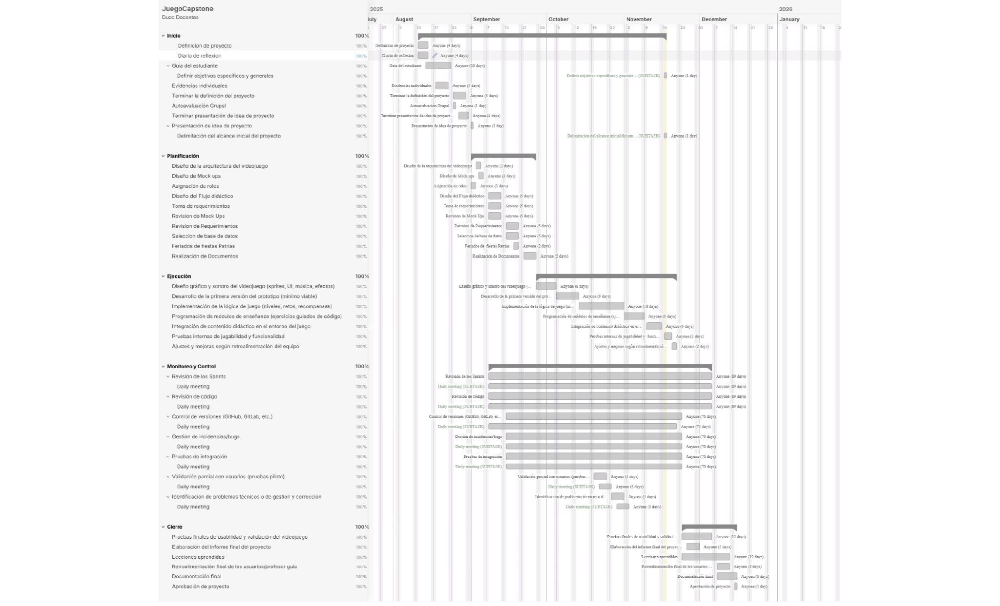 JuegoCapstone
Duoc Docentes
2025 2026
July August September October November December January
27 3 10 17 24 31 7 14 21 28 5 12 19 26 2 9 16 23 30 7 14 21 28 4 11 18
Inicio 100%
Definicion de proyecto 100% Definicion de proyecto Anyone (4 days)
Diario de reflexion 100% Diario de reflexion Anyone (4 days)
Guia del estudiante 100% Guia del estudiante Anyone (10 days)
Definir objetivos específicos y generales 100% Definir objetivos específicos y generale... (SUBTASK) Anyone (1 day)
Evidencias individuales 100% Evidencias individuales Anyone (5 days)
Terminar la definición del proyecto 100% Terminar la definición del proyecto Anyone (5 days)
Autoevaluación Grupal 100% Autoevaluación Grupal Anyone (1 day)
Terminar presentación de idea de proyecto 100% Terminar presentación de idea de proyect... Anyone (4 days)
Presentación de idea de proyecto 100% Presentación de idea de proyecto Anyone (1 day)
Delimitación del alcance inicial del proyecto 100% Delimitación del alcance inicial del pro... (SUBTASK) Anyone (1 day)
Planificación 100%
Diseño de la arquitectura del videojuego 100% Diseño de la arquitectura del videojuego Anyone (2 days)
Diseño de Mock ups 100% Diseño de Mock ups Anyone (2 days)
Asignación de roles 100% Asignación de roles Anyone (2 days)
Diseño del Flujo didáctico 100% Diseño del Flujo didáctico Anyone (5 days)
Toma de requerimientos 100% Toma de requerimientos Anyone (5 days)
Revision de Mock Ups 100% Revision de Mock Ups Anyone (5 days)
Revision de Requerimientos 100% Revision de Requerimientos Anyone (5 days)
Seleccion de base de datos 100% Seleccion de base de datos Anyone (5 days)
Feriados de fiestas Patrias 100% Feriados de fiestas Patrias Anyone (2 days)
Realización de Documentos 100% Realización de Documentos Anyone (5 days)
Ejecución 100%
Diseño gráfico y sonoro del videojuego (sprites, UI, música, efectos) 100% Diseño gráfico y sonoro del videojuego (... Anyone (8 days)
Desarrollo de la primera versión del prototipo (mínimo viable) 100% Desarrollo de la primera versión del pro... Anyone (9 days)
Implementación de la lógica de juego (niveles, retos, recompensas) 100% Implementación de la lógica de juego (ni... Anyone (18 days)
Programación de módulos de enseñanza (ejercicios guiados de código) 100% Programación de módulos de enseñanza (ej... Anyone (8 days)
Integración de contenido didáctico en el entorno del juego 100% Integración de contenido didáctico en el... Anyone (6 days)
Pruebas internas de jugabilidad y funcionalidad 100% Pruebas internas de jugabilidad y funci... Anyone (3 days)
Ajustes y mejoras según retroalimentación del equipo 100% Ajustes y mejoras según retroalimentació... Anyone (2 days)
Monitoreo y Control 100%
Revisión de los Sprints 100% Revisión de los Sprints Anyone (89 days)
Daily meeting 100% Daily meeting (SUBTASK) Anyone (89 days)
Revisión de código 100% Revisión de código Anyone (89 days)
Daily meeting 100% Daily meeting (SUBTASK) Anyone (89 days)
Control de versiones (GitHub, GitLab, etc.) 100% Control de versiones (GitHub, GitLab, et... Anyone (70 days)
Daily meeting 100% Daily meeting (SUBTASK) Anyone (75 days)
Gestión de incidencias/bugs 100% Gestión de incidencias/bugs Anyone (70 days)
Daily meeting 100% Daily meeting (SUBTASK) Anyone (70 days)
Pruebas de integración 100% Pruebas de integración Anyone (70 days)
Daily meeting 100% Daily meeting (SUBTASK) Anyone (70 days)
Validación parcial con usuarios (pruebas piloto) 100% Validación parcial con usuarios (pruebas... Anyone (5 days)
Daily meeting 100% Daily meeting (SUBTASK) Anyone (5 days)
Identificación de problemas técnicos o de gestión y corrección 100% Identificación de problemas técnicos o d... Anyone (5 days)
Daily meeting 100% Daily meeting (SUBTASK) Anyone (5 days)
Cierre 100%
Pruebas finales de usabilidad y validación del videojuego 100% Pruebas finales de usabilidad y validaci... Anyone (12 days)
Elaboración del informe final del proyecto 100% Elaboración del informe final del proyec... Anyone (5 days)
Lecciones aprendidas 100% Lecciones aprendidas Anyone (19 days)
Retroalimentación final de los usuarios/profesor guía 100% Retroalimentación final de los usuarios/... Anyone (5 days)
Documentación final 100% Documentación final Anyone (8 days)
Aprobación de proyecto 100% Aprobación de proyecto Anyone (1 day)